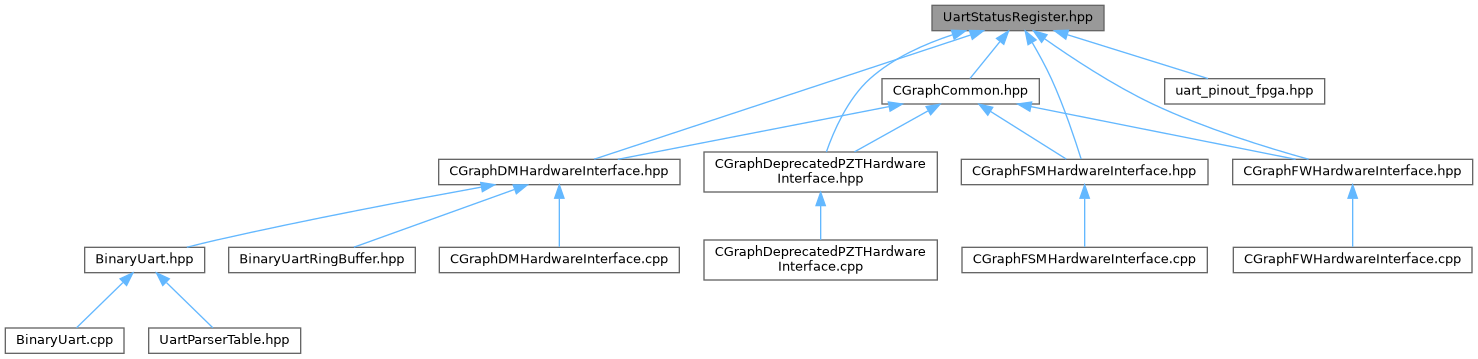 UartStatusRegister.hpp
CGraphCommon.hpp
uart_pinout_fpga.hpp
CGraphDMHardwareInterface.hpp
CGraphDeprecatedPZTHardware
Interface.hpp
CGraphFSMHardwareInterface.hpp
CGraphFWHardwareInterface.hpp
BinaryUart.hpp
BinaryUartRingBuffer.hpp
CGraphDMHardwareInterface.cpp
CGraphDeprecatedPZTHardware
Interface.cpp
CGraphFSMHardwareInterface.cpp
CGraphFWHardwareInterface.cpp
BinaryUart.cpp
UartParserTable.hpp